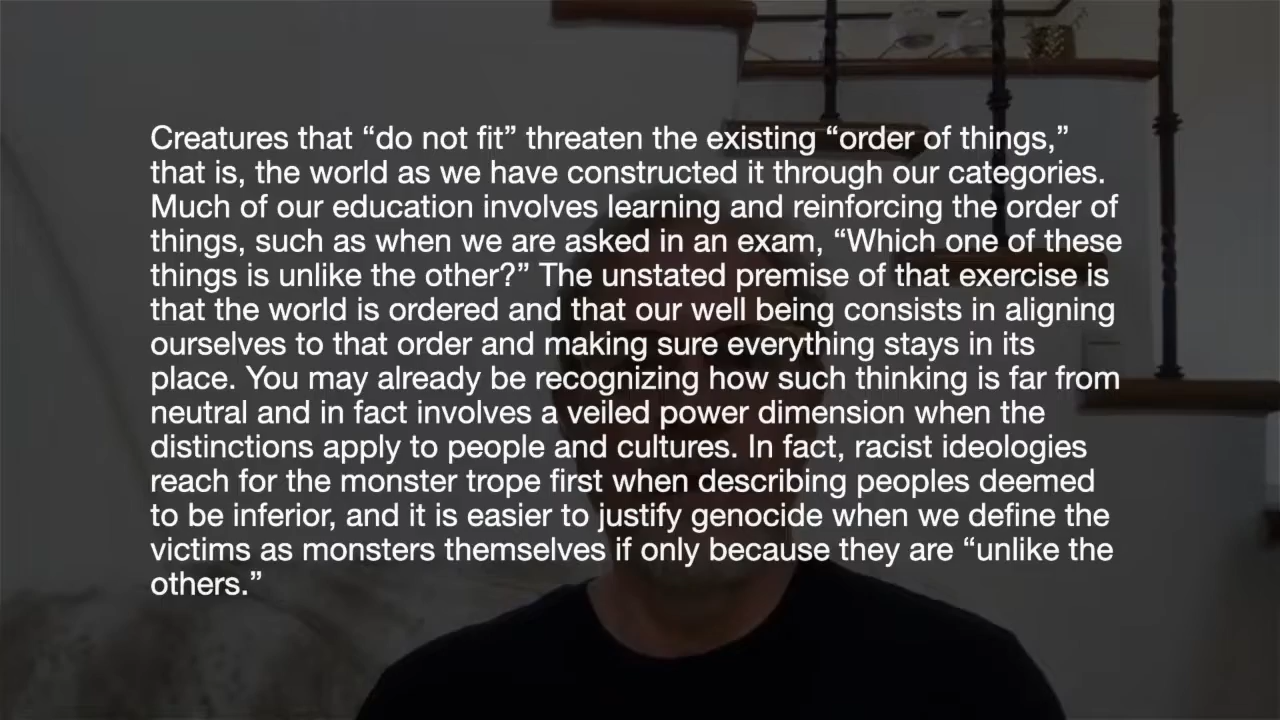 Creatures that “do not fit” threaten the existing “order of things,”
that is, the world as we have constructed it through our categories.
Much of our education involves learning and reinforcing the order of
things, such as when we are asked in an exam, “Which one of these
things is unlike the other?” The unstated premise of that exercise is
that the world is ordered and that our well being consists in aligning
ourselves to that order and making sure everything stays in its
place. You may already be recognizing how such thinking is far from
neutral and in fact involves a veiled power dimension when the
distinctions apply to people and cultures. In fact, racist ideologies
reach for the monster trope first when describing peoples deemed
to be inferior, and it is easier to justify genocide when we define the
victims as monsters themselves if only because they are “unlike the
others.”